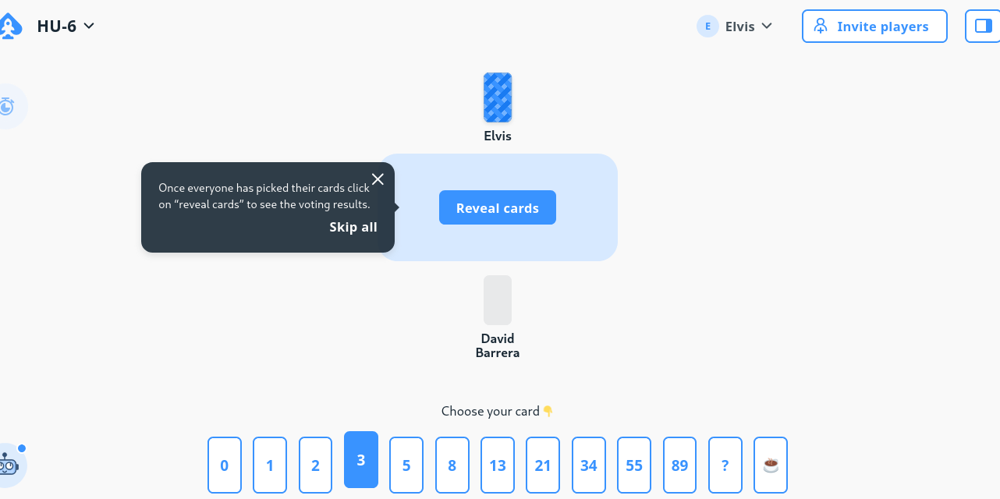 HU-6
E Elvis
Invite players
Elvis
Once everyone has picked their cards click
on “reveal cards” to see the voting results.
Skip all
Reveal cards
David
Barrera
Choose your card
0 1 2 3 5 8 13 21 34 55 89 ?